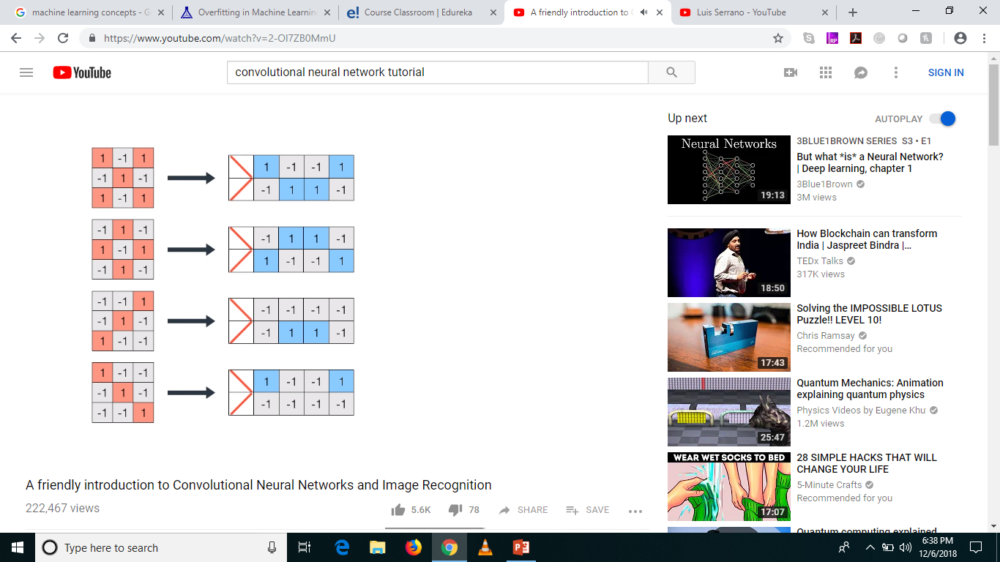 machine learning concepts - G
Overfitting in Machine Learnin
Course Classroom | Edureka
A friendly introduction to C
Luis Serrano - YouTube
https://www.youtube.com/watch?v=2-Ol7ZB0MmU
YouTube
convolutional neural network tutorial
SIGN IN
1 -1 1
-1 1 -1
1 -1 1
1 -1 -1 1
-1 1 1 -1
-1 1 -1
1 -1 1
-1 1 -1
-1 1 1 -1
1 -1 -1 1
-1 -1 1
-1 1 -1
1 -1 -1
-1 -1 -1 -1
-1 1 1 -1
1 -1 -1
-1 1 -1
-1 -1 1
1 -1 -1 1
-1 -1 -1 -1
A friendly introduction to Convolutional Neural Networks and Image Recognition
222,467 views
5.6K
78
SHARE
SAVE
Up next
AUTOPLAY
Neural Networks
19:13
3BLUE1BROWN SERIES S3 • E1
But what *is* a Neural Network?
| Deep learning, chapter 1
3Blue1Brown
3M views
18:50
How Blockchain can transform
India | Jaspreet Bindra |...
TEDx Talks
317K views
17:43
Solving the IMPOSSIBLE LOTUS
Puzzle!! LEVEL 10!
Chris Ramsay
Recommended for you
25:47
Quantum Mechanics: Animation
explaining quantum physics
Physics Videos by Eugene Khu
1.2M views
WEAR WET SOCKS TO BED
17:07
28 SIMPLE HACKS THAT WILL
CHANGE YOUR LIFE
5-Minute Crafts
Recommended for you
Quantum computing explained
Type here to search
6:38 PM
12/6/2018